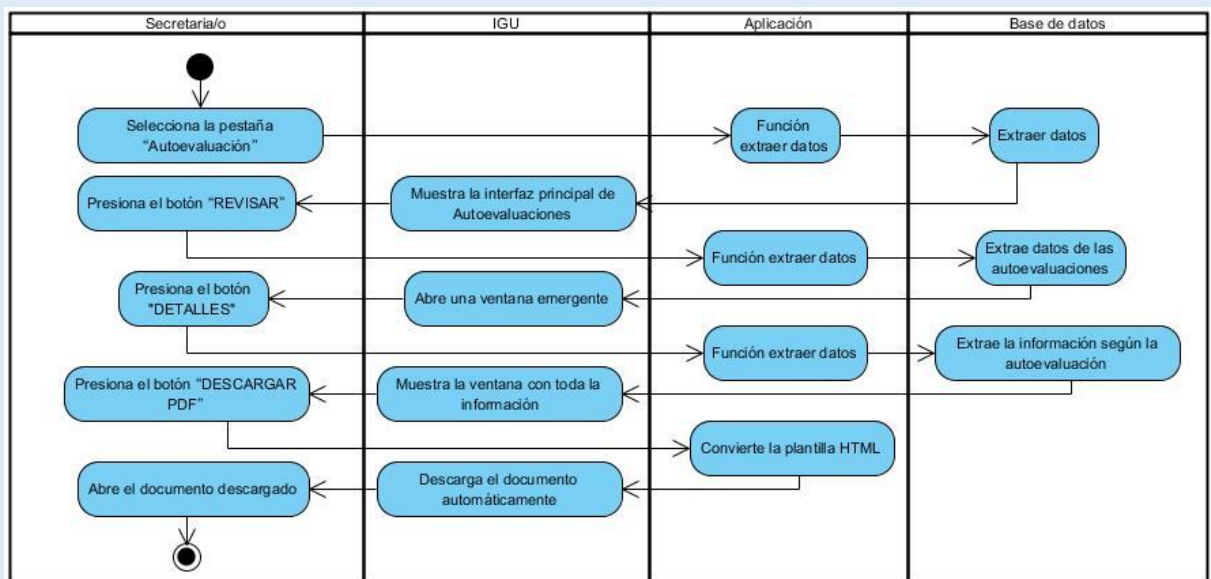 Secretaria/o
IGU
Aplicación
Base de datos
Selecciona la pestaña
"Autoevaluación"
Función
extraer datos
Extraer datos
Presiona el botón "REVISAR"
Muestra la interfaz principal de
Autoevaluaciones
Función extraer datos
Extrae datos de las
autoevaluaciones
Presiona el botón
"DETALLES"
Abre una ventana emergente
Función extraer datos
Extrae la información según la
autoevaluación
Presiona el botón "DESCARGAR
PDF"
Muestra la ventana con toda la
información
Convierte la plantilla HTML
Abre el documento descargado
Descarga el documento
automáticamente